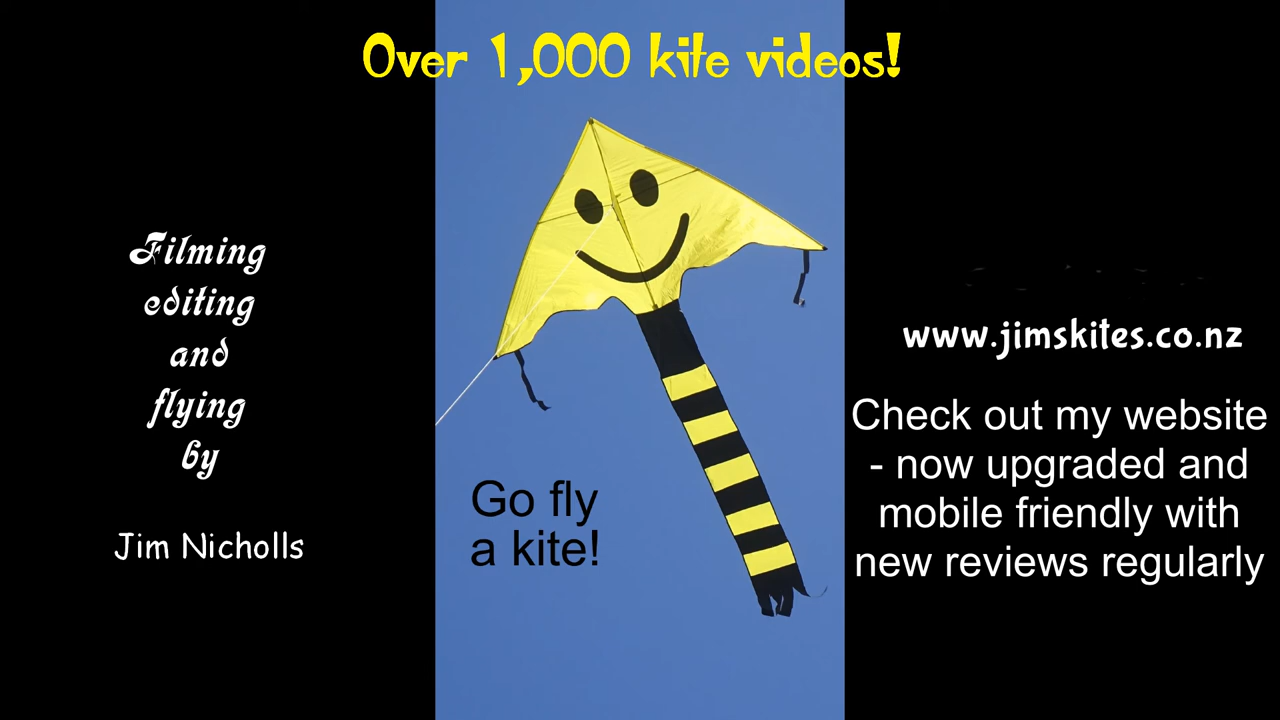 Over 1,000 kite videos!
Filming
editing
and
flying
by
Jim Nicholls
Go fly
a kite!
www.jimskites.co.nz
Check out my website
- now upgraded and
mobile friendly with
new reviews regularly